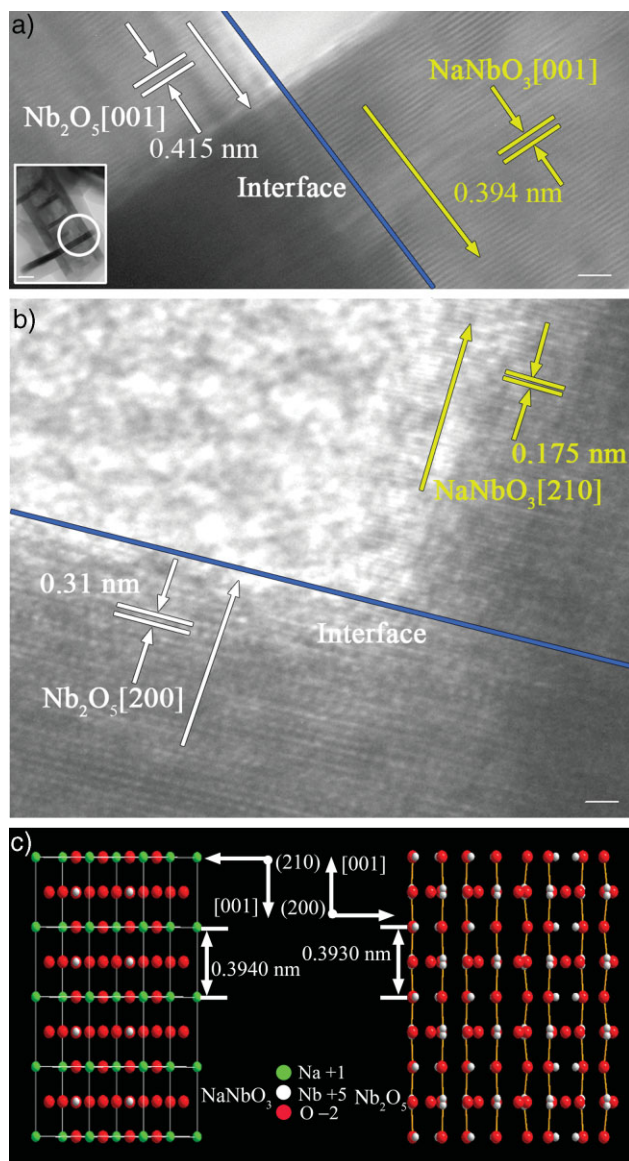 a)
Nb₂O₅[001]
0.415 nm
Interface
NaNbO₃[001]
0.394 nm
b)
0.175 nm
NaNbO₃[210]
0.31 nm
Interface
Nb₂O₅[200]
c)
(210)
[001]
[001]
(200)
0.3940 nm
0.3930 nm
Na +1
NaNbO₃
Nb +5
Nb₂O₅
O −2